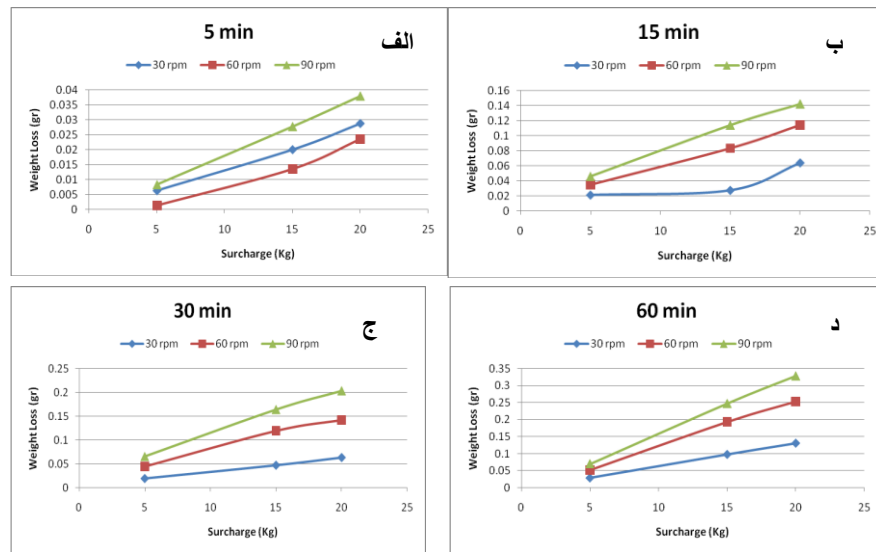 5 min
الف
30 rpm 60 rpm 90 rpm
Weight Loss (gr)
0.04
0.035
0.03
0.025
0.02
0.015
0.01
0.005
0
0 5 10 15 20 25
Surcharge (Kg)
15 min
ب
30 rpm 60 rpm 90 rpm
Weight Loss (gr)
0.16
0.14
0.12
0.1
0.08
0.06
0.04
0.02
0
0 5 10 15 20 25
Surcharge (Kg)
30 min
ج
30 rpm 60 rpm 90 rpm
Weight Loss (gr)
0.25
0.2
0.15
0.1
0.05
0
0 5 10 15 20 25
Surcharge (Kg)
60 min
د
30 rpm 60 rpm 90 rpm
Weight Loss (gr)
0.35
0.3
0.25
0.2
0.15
0.1
0.05
0
0 5 10 15 20 25
Surcharge (Kg)